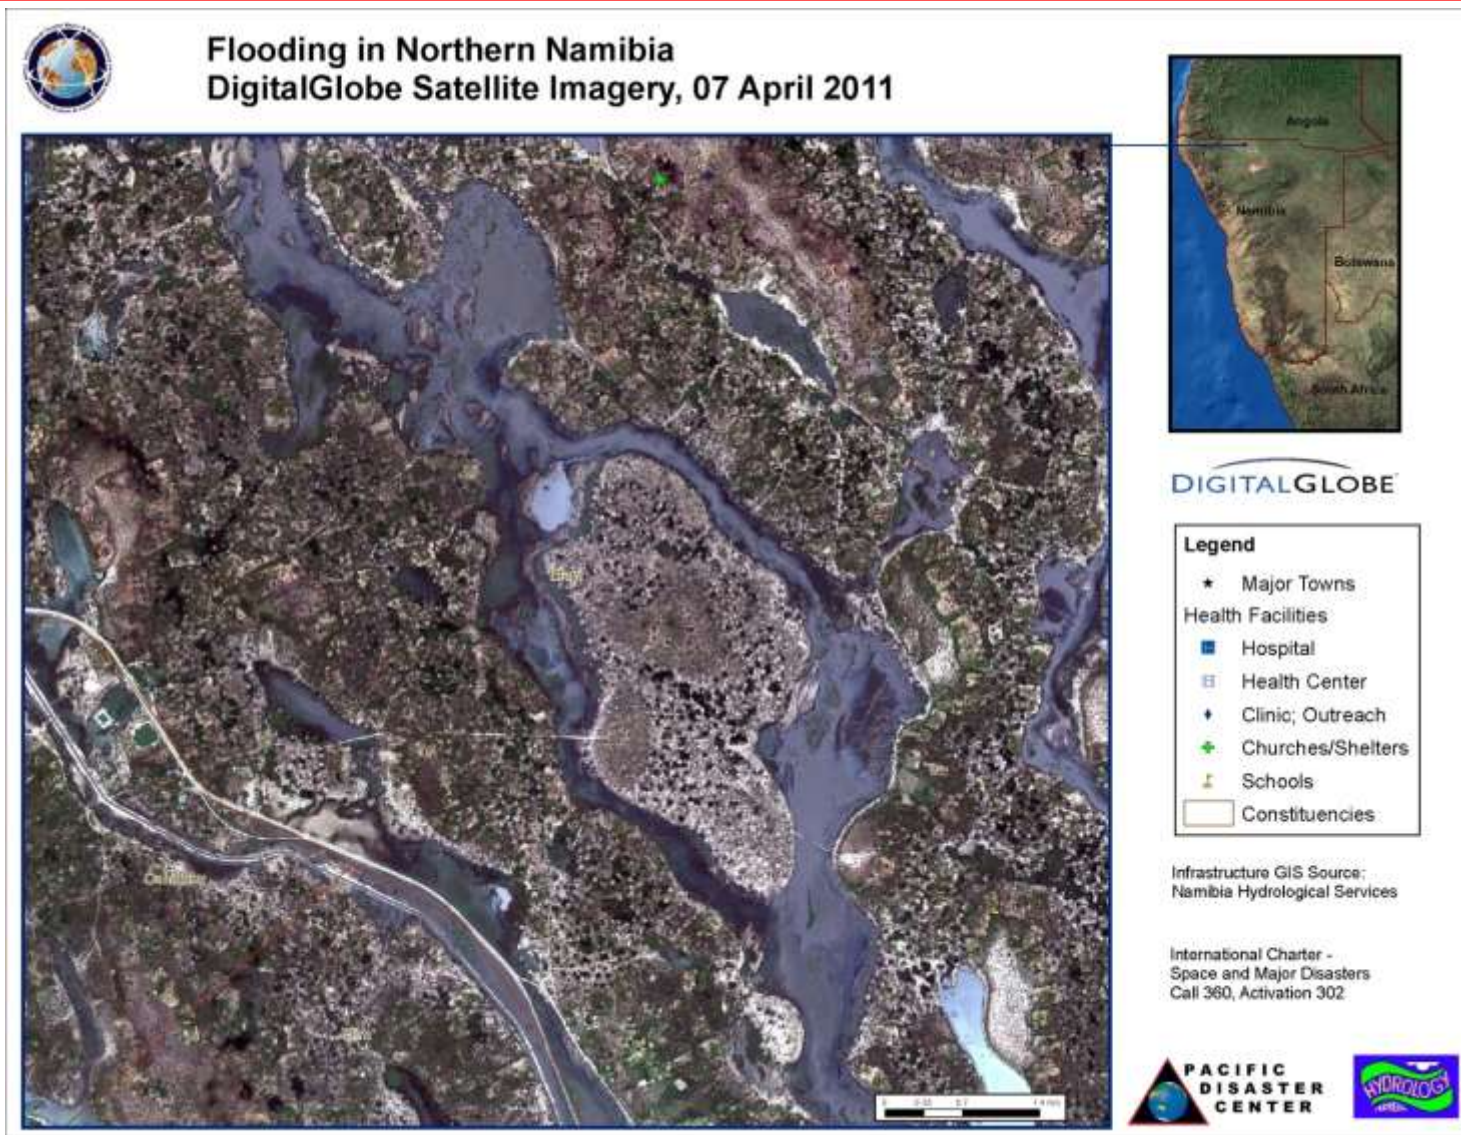 Flooding in Northern Namibia
DigitalGlobe Satellite Imagery, 07 April 2011
Angola
Namibia
Botswana
South Africa
DIGITALGLOBE
Legend
Major Towns
Health Facilities
Hospital
Health Center
Clinic; Outreach
Churches/Shelters
Schools
Constituencies
Infrastructure GIS Source:
Namibia Hydrological Services
International Charter -
Space and Major Disasters
Call 360, Activation 302
PACIFIC
DISASTER
CENTER
HYDROLOGY